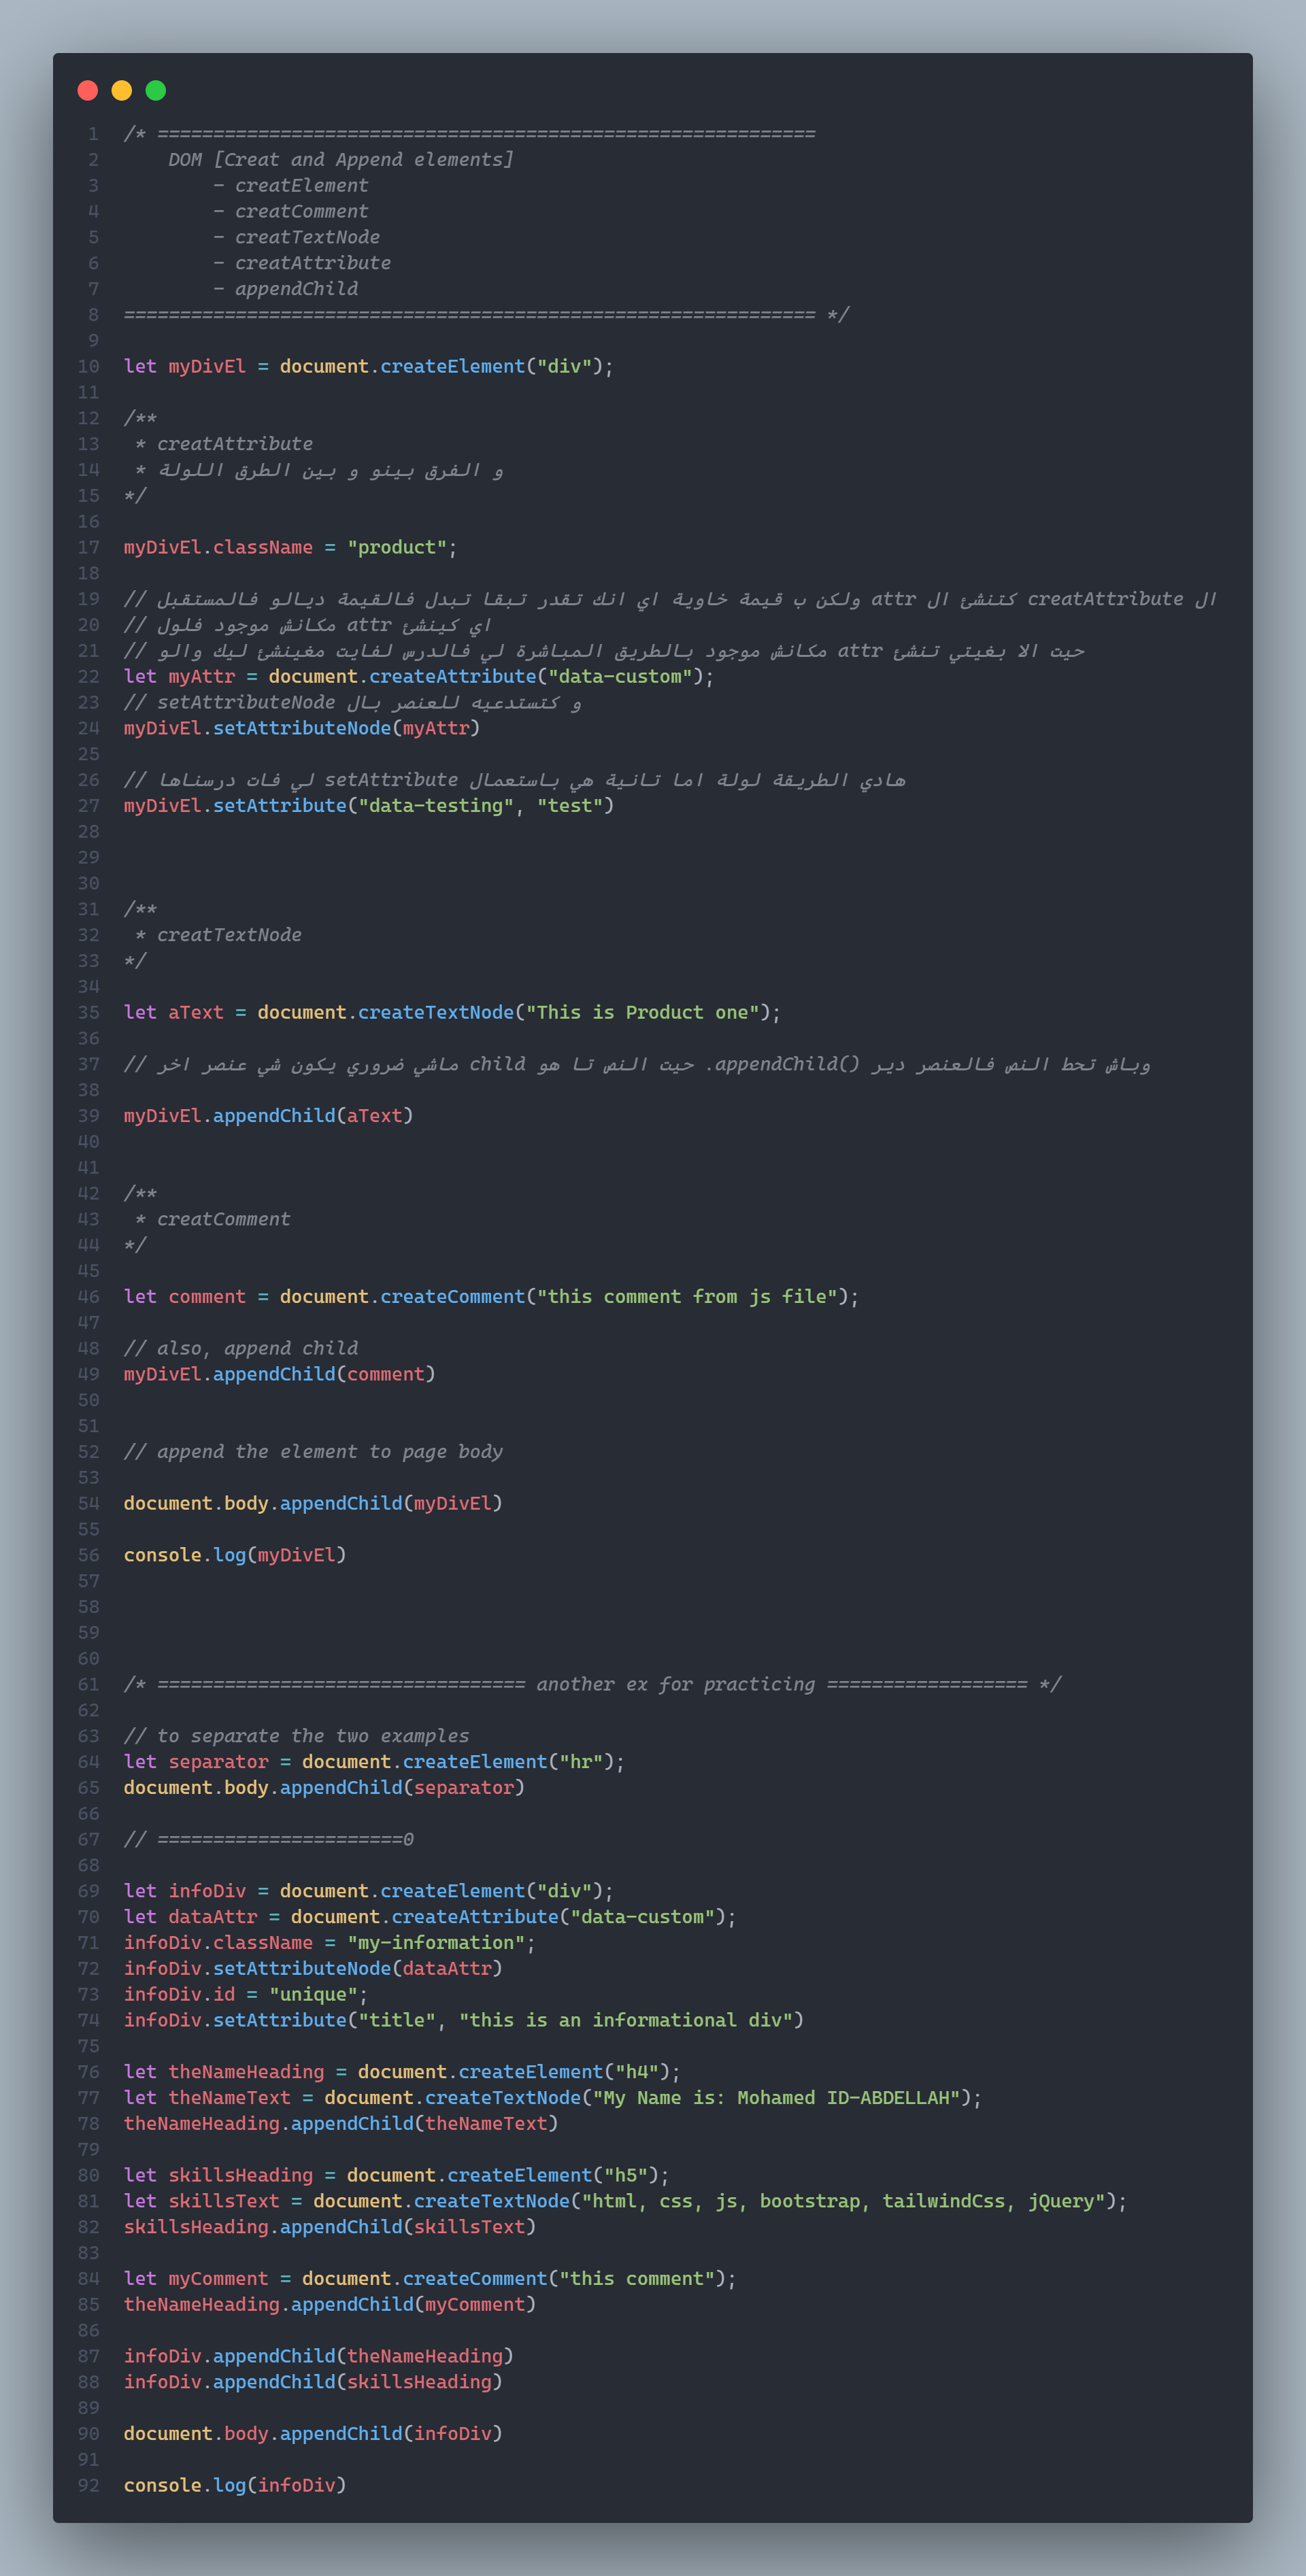 1 /* ===========================================================
2 DOM [Creat and Append elements]
3 - creatElement
4 - creatComment
5 - creatTextNode
6 - creatAttribute
7 - appendChild
8 ============================================================== */
9
10 let myDivEl = document.createElement("div");
11
12 /**
13 * creatAttribute
14 * و الفرق بينو و بين الطرق اللولة
15 */
16
17 myDivEl.className = "product";
18
19 // ال creatAttribute كتنشئ ال attr ولكن ب قيمة خاوية اي انك تقدر تبقا تبدل فالقيمة ديالو فالمستقبل
20 // اي كينشئ attr مكانش موجود فلول
21 // حيت الا بغيتي تنشئ attr مكانش موجود بالطريق المباشرة لي فالدرس لفايت مغينشئ ليك والو
22 let myAttr = document.createAttribute("data-custom");
23 // و كتستدعيه للعنصر بال setAttributeNode
24 myDivEl.setAttributeNode(myAttr)
25
26 // هادي الطريقة لولة اما تانية هي باستعمال setAttribute لي فات درسناها
27 myDivEl.setAttribute("data-testing", "test")
28
29
30
31 /**
32 * creatTextNode
33 */
34
35 let aText = document.createTextNode("This is Product one");
36
37 // وباش تحط النص فالعنصر دير appendChild(). حيت النص تا هو child ماشي ضروري يكون شي عنصر اخر
38
39 myDivEl.appendChild(aText)
40
41
42 /**
43 * creatComment
44 */
45
46 let comment = document.createComment("this comment from js file");
47
48 // also, append child
49 myDivEl.appendChild(comment)
50
51
52 // append the element to page body
53
54 document.body.appendChild(myDivEl)
55
56 console.log(myDivEl)
57
58
59
60
61 /* ================================= another ex for practicing ================== */
62
63 // to separate the two examples
64 let separator = document.createElement("hr");
65 document.body.appendChild(separator)
66
67 // ======================0
68
69 let infoDiv = document.createElement("div");
70 let dataAttr = document.createAttribute("data-custom");
71 infoDiv.className = "my-information";
72 infoDiv.setAttributeNode(dataAttr)
73 infoDiv.id = "unique";
74 infoDiv.setAttribute("title", "this is an informational div")
75
76 let theNameHeading = document.createElement("h4");
77 let theNameText = document.createTextNode("My Name is: Mohamed ID-ABDELLAH");
78 theNameHeading.appendChild(theNameText)
79
80 let skillsHeading = document.createElement("h5");
81 let skillsText = document.createTextNode("html, css, js, bootstrap, tailwindCss, jQuery");
82 skillsHeading.appendChild(skillsText)
83
84 let myComment = document.createComment("this comment");
85 theNameHeading.appendChild(myComment)
86
87 infoDiv.appendChild(theNameHeading)
88 infoDiv.appendChild(skillsHeading)
89
90 document.body.appendChild(infoDiv)
91
92 console.log(infoDiv)